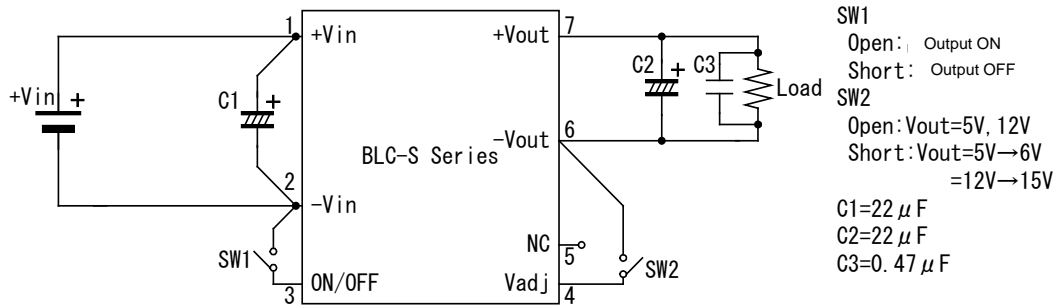 1
+Vin
+Vout
7
+Vin
+
C1
+
C2
+
C3
Load
2
-Vin
BLC-S Series
-Vout
6
SW1
3
ON/OFF
NC
5
Vadj
4
SW2
SW1
Open: Output ON
Short: Output OFF
SW2
Open:Vout=5V, 12V
Short:Vout=5V→6V
=12V→15V
C1=22μF
C2=22μF
C3=0.47μF